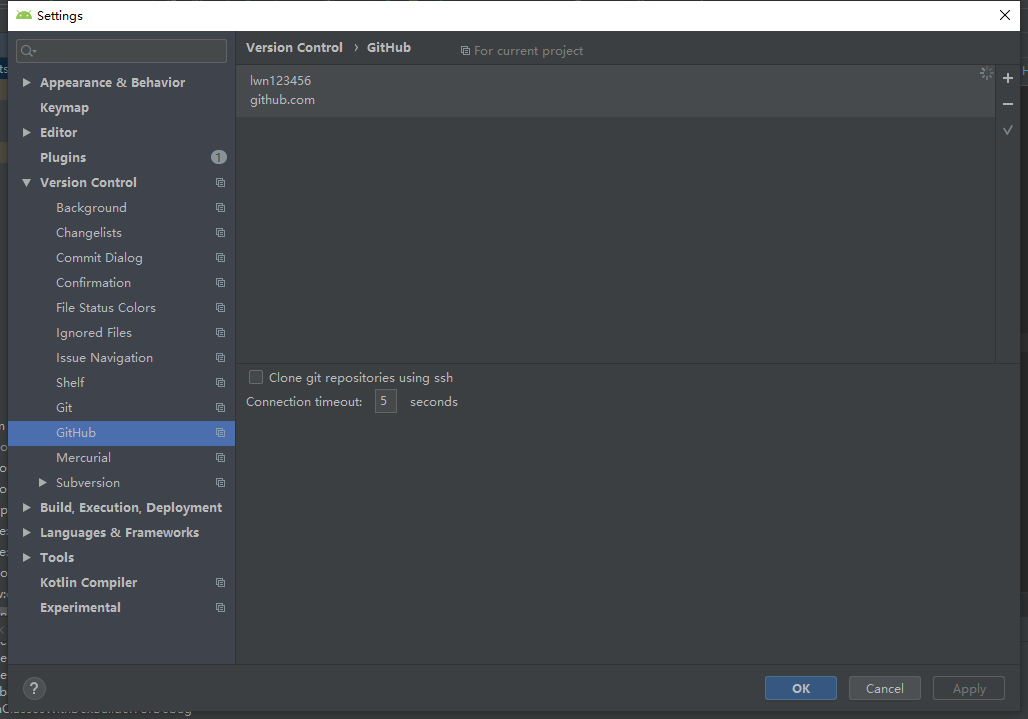 Settings
Version Control › GitHub
For current project
Appearance & Behavior
Keymap
Editor
Plugins
1
Version Control
Background
Changelists
Commit Dialog
Confirmation
File Status Colors
Ignored Files
Issue Navigation
Shelf
Git
GitHub
Mercurial
Subversion
Build, Execution, Deployment
Languages & Frameworks
Tools
Kotlin Compiler
Experimental
lwn123456
github.com
Clone git repositories using ssh
Connection timeout: 5 seconds
?
OK
Cancel
Apply